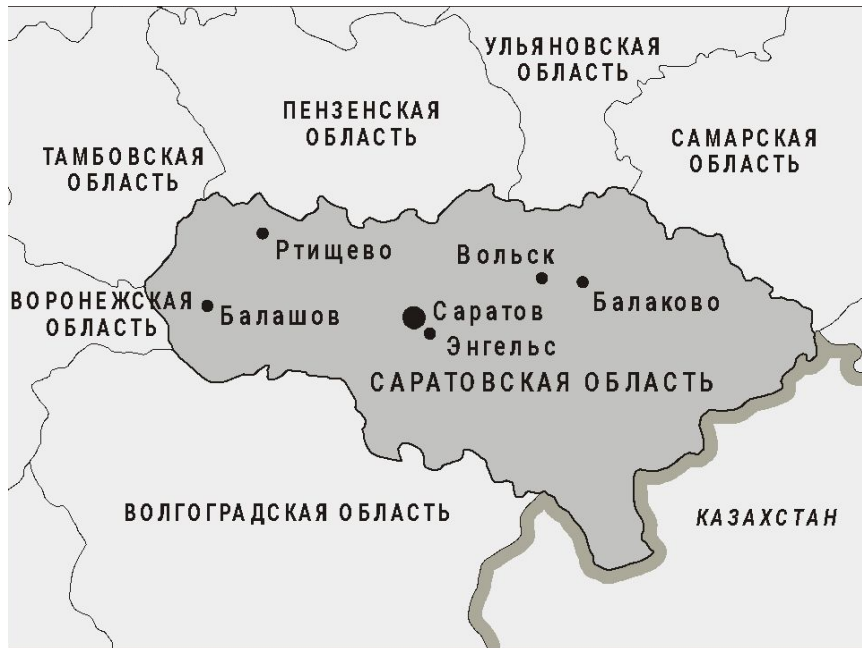 УЛЬЯНОВСКАЯ
ОБЛАСТЬ
ПЕНЗЕНСКАЯ
ОБЛАСТЬ
САМАРСКАЯ
ОБЛАСТЬ
ТАМБОВСКАЯ
ОБЛАСТЬ
Ртищево
Вольск
ВОРОНЕЖСКАЯ
ОБЛАСТЬ
Балашов
Саратов
Балаково
Энгельс
САРАТОВСКАЯ ОБЛАСТЬ
ВОЛГОГРАДСКАЯ ОБЛАСТЬ
КАЗАХСТАН